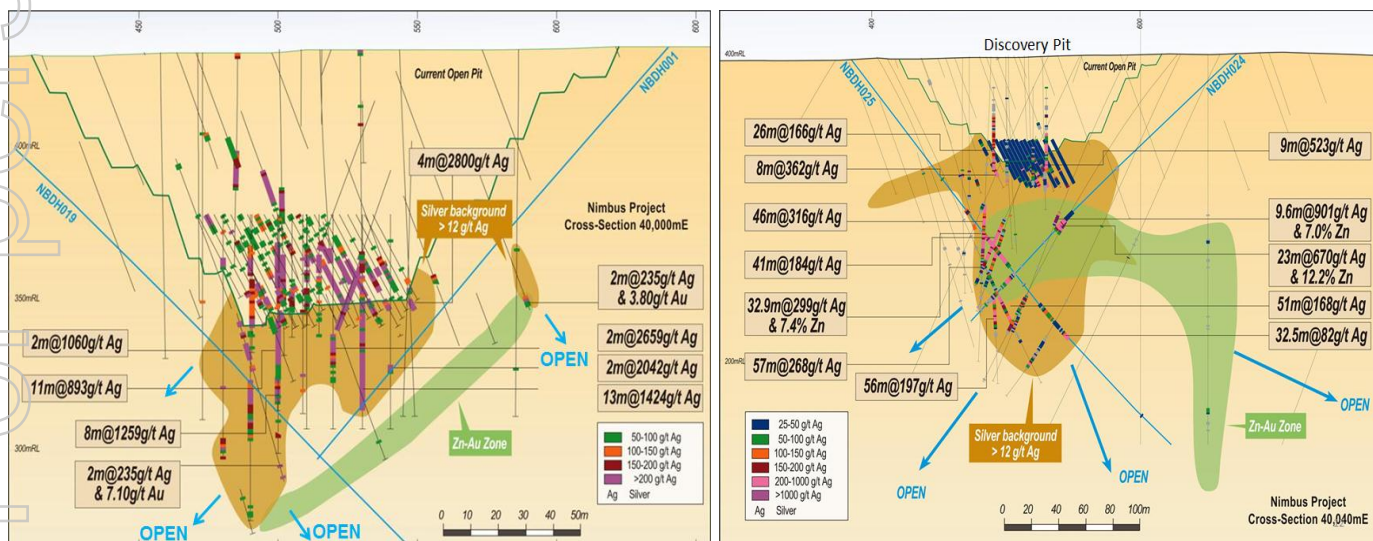 450
500
550
600
NBDH001
Current Open Pit
400mRL
4m@2800g/t Ag
NBDH019
Silver background
> 12 g/t Ag
Nimbus Project
Cross-Section 40,000mE
350mRL
2m@235g/t Ag
& 3.80g/t Au
2m@1060g/t Ag
OPEN
2m@2659g/t Ag
11m@893g/t Ag
2m@2042g/t Ag
13m@1424g/t Ag
8m@1259g/t Ag
Zn-Au Zone
300mRL
2m@235g/t Ag
& 7.10g/t Au
50-100 g/t Ag
100-150 g/t Ag
150-200 g/t Ag
>200 g/t Ag
Ag Silver
0 10 20 30 40 50m
OPEN
OPEN
400
600
Discovery Pit
400mRL
Current Open Pit
NBDH025
NBDH024
26m@166g/t Ag
9m@523g/t Ag
8m@362g/t Ag
46m@316g/t Ag
9.6m@901g/t Ag
& 7.0% Zn
41m@184g/t Ag
23m@670g/t Ag
& 12.2% Zn
32.9m@299g/t Ag
& 7.4% Zn
51m@168g/t Ag
32.5m@82g/t Ag
57m@268g/t Ag
200mRL
56m@197g/t Ag
OPEN
25-50 g/t Ag
50-100 g/t Ag
100-150 g/t Ag
150-200 g/t Ag
200-1000 g/t Ag
>1000 g/t Ag
Ag Silver
Silver background
> 12 g/t Ag
Zn-Au Zone
OPEN
OPEN
0 20 40 60 80 100m
Nimbus Project
Cross-Section 40,040mE